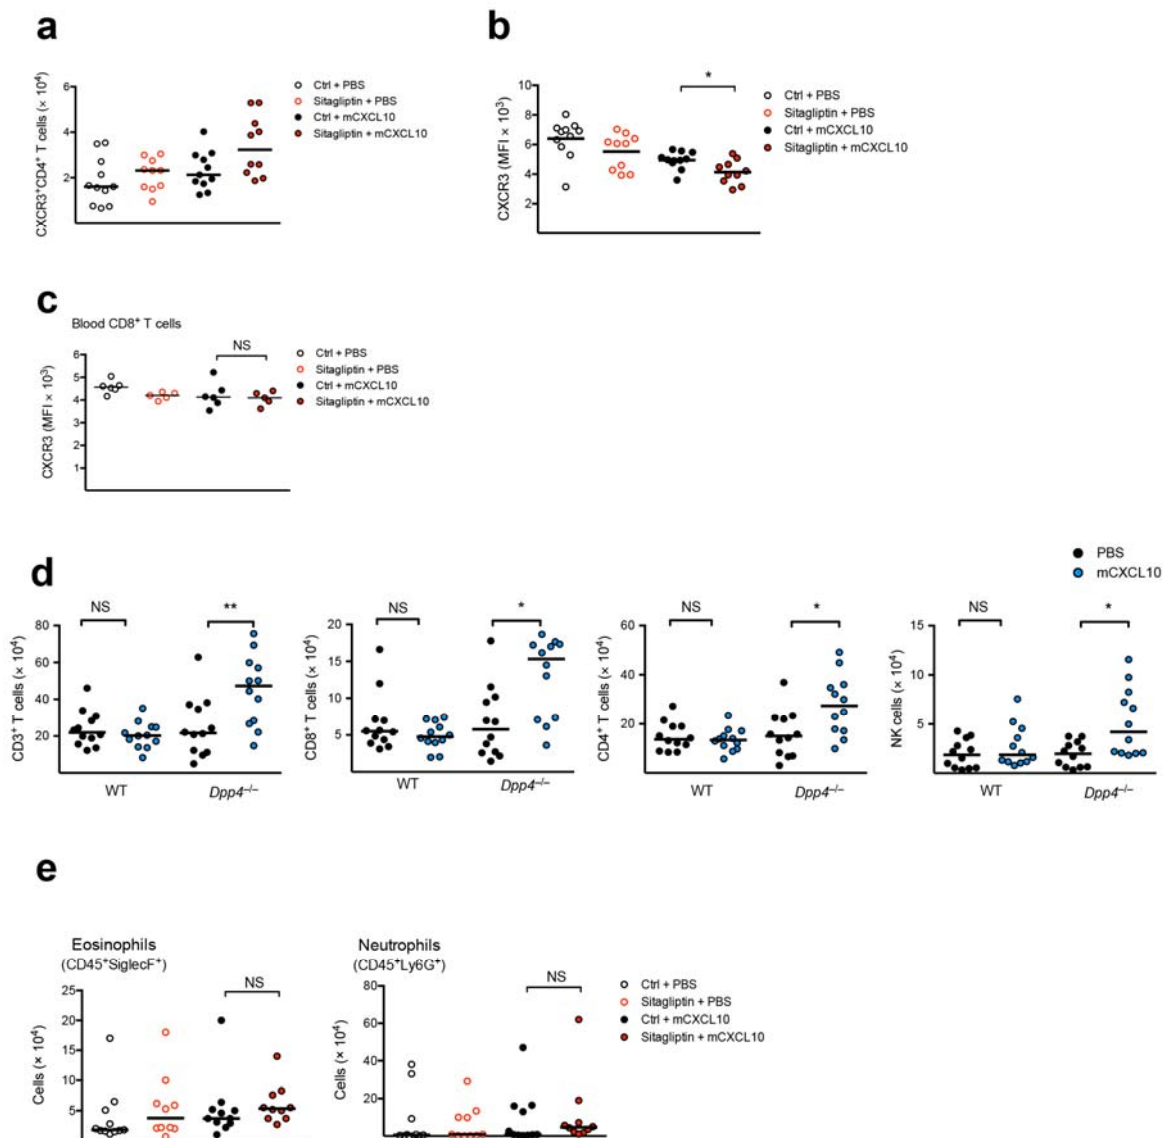 a
CXCR3⁺CD4⁺ T cells (× 10⁴)
6
4
2
Ctrl + PBS
Sitagliptin + PBS
Ctrl + mCXCL10
Sitagliptin + mCXCL10
b
CXCR3 (MFI × 10³)
10
8
6
4
2
*
Ctrl + PBS
Sitagliptin + PBS
Ctrl + mCXCL10
Sitagliptin + mCXCL10
c
Blood CD8⁺ T cells
CXCR3 (MFI × 10³)
6
5
4
3
2
1
NS
Ctrl + PBS
Sitagliptin + PBS
Ctrl + mCXCL10
Sitagliptin + mCXCL10
d
PBS
mCXCL10
CD3⁺ T cells (× 10⁴)
80
60
40
20
NS
**
WT
Dpp4⁻/⁻
CD8⁺ T cells (× 10⁴)
20
15
10
5
NS
*
WT
Dpp4⁻/⁻
CD4⁺ T cells (× 10⁴)
60
40
20
NS
*
WT
Dpp4⁻/⁻
NK cells (× 10⁴)
15
10
5
NS
*
WT
Dpp4⁻/⁻
e
Eosinophils
(CD45⁺SiglecF⁺)
Cells (× 10⁴)
25
20
15
10
5
NS
Neutrophils
(CD45⁺Ly6G⁺)
Cells (× 10⁴)
80
60
40
20
NS
Ctrl + PBS
Sitagliptin + PBS
Ctrl + mCXCL10
Sitagliptin + mCXCL10